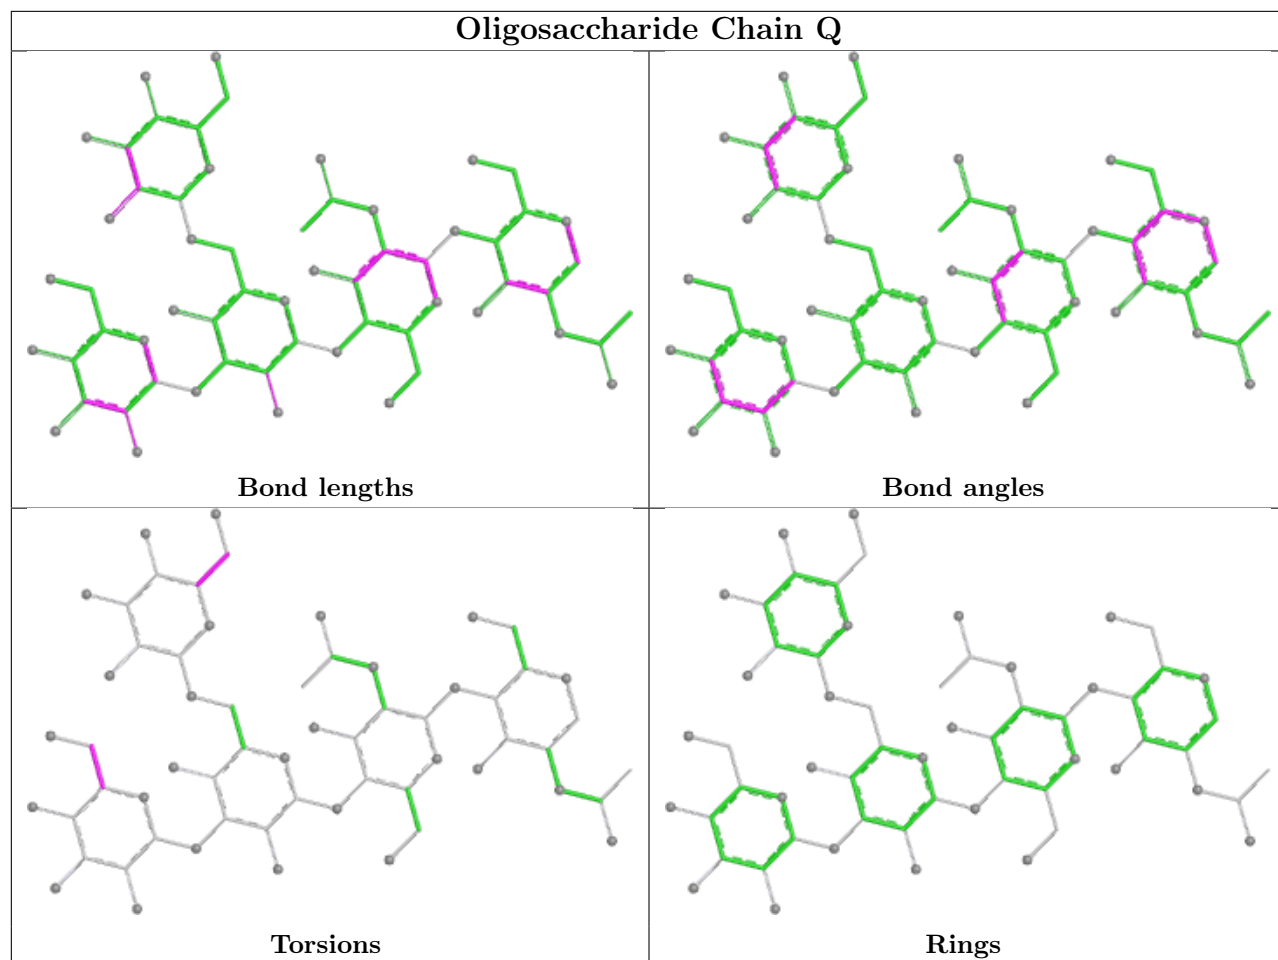 Oligosaccharide Chain Q
Bond lengths
Bond angles
Torsions
Rings